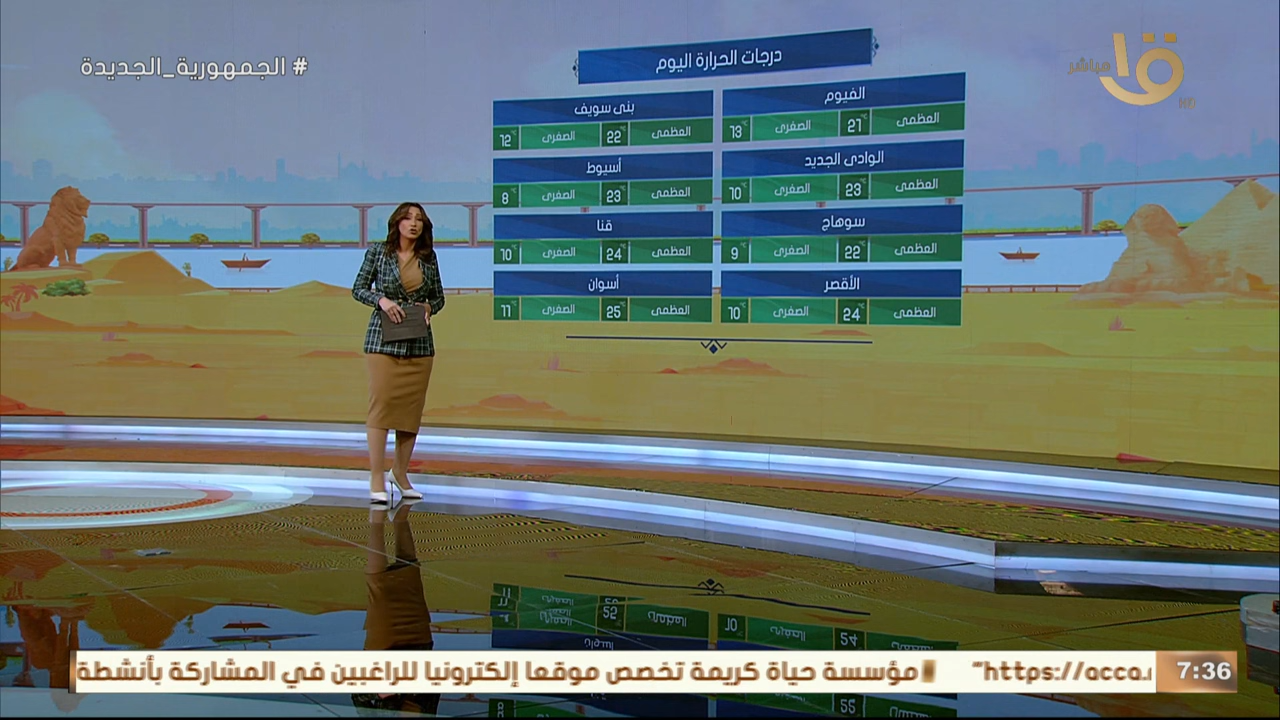 # الجمهورية_الجديدة
مباشر
HD
درجات الحرارة اليوم
الفيوم
العظمى 21°C الصغرى 13°C
بنى سويف
العظمى 22°C الصغرى 12°C
الوادى الجديد
العظمى 23°C الصغرى 10°C
أسيوط
العظمى 23°C الصغرى 8°C
سوهاج
العظمى 22°C الصغرى 9°C
قنا
العظمى 24°C الصغرى 10°C
الأقصر
العظمى 24°C الصغرى 10°C
أسوان
العظمى 25°C الصغرى 11°C
7:36
"https://acca.
مؤسسة حياة كريمة تخصص موقعا إلكترونيا للراغبين في المشاركة بأنشطة